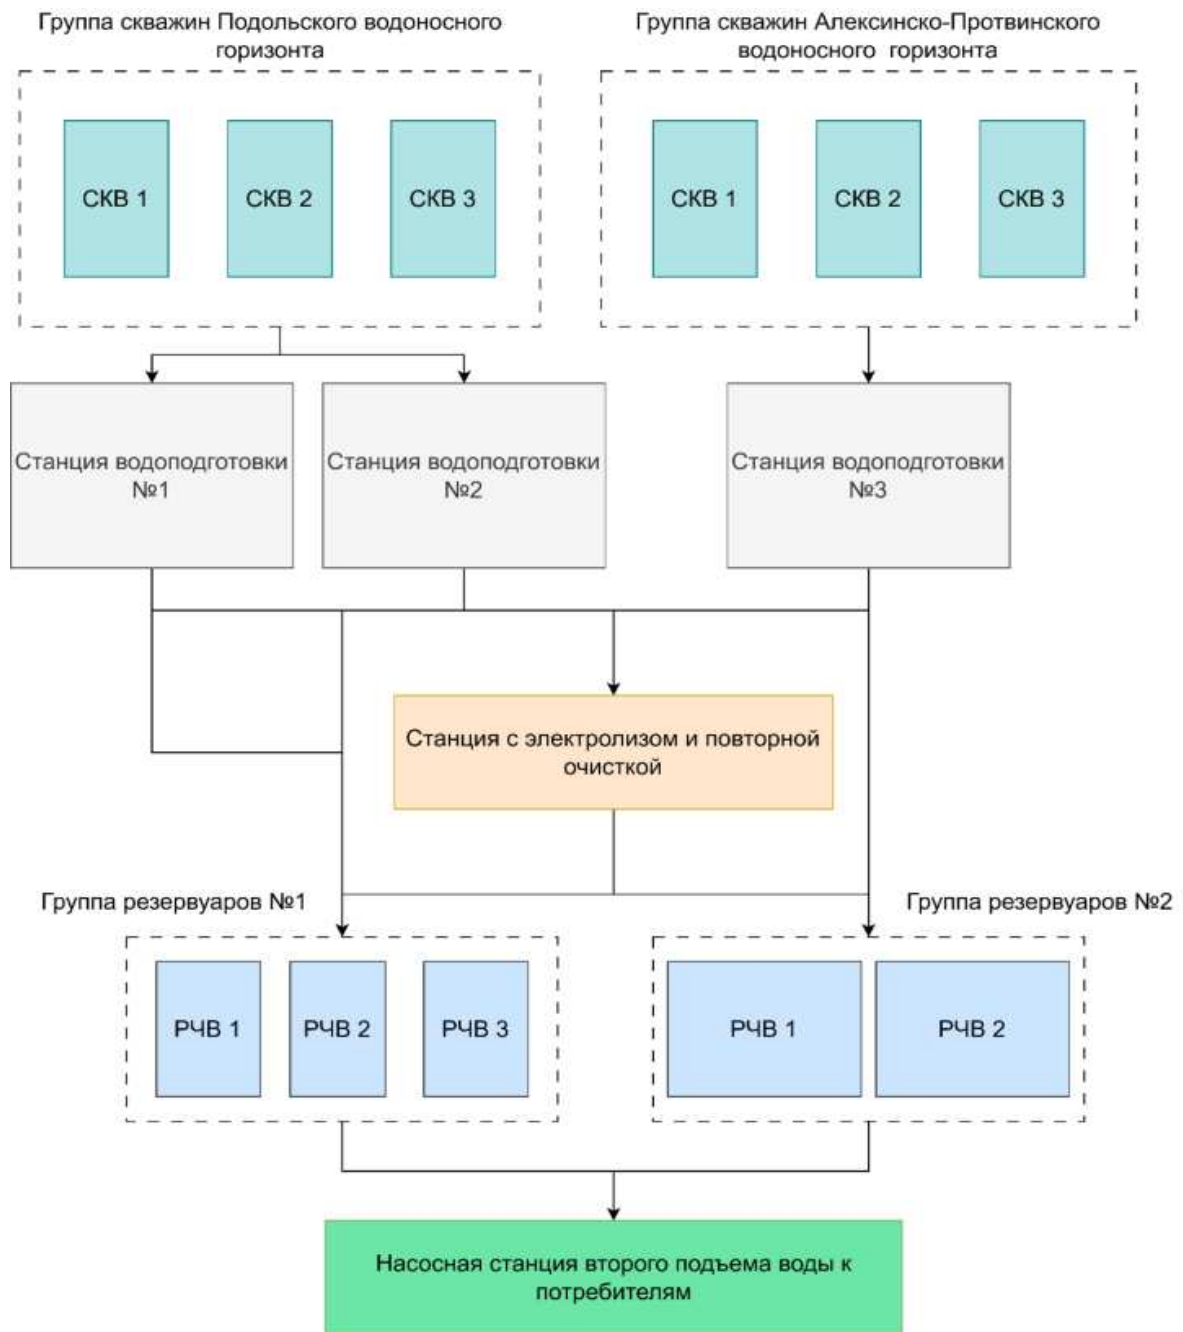 Группа скважин Подольского водоносного
горизонта
Группа скважин Алексинско-Протвинского
водоносного горизонта
СКВ 1
СКВ 2
СКВ 3
СКВ 1
СКВ 2
СКВ 3
Станция водоподготовки
№1
Станция водоподготовки
№2
Станция водоподготовки
№3
Станция с электролизом и повторной
очисткой
Группа резервуаров №1
Группа резервуаров №2
РЧВ 1
РЧВ 2
РЧВ 3
РЧВ 1
РЧВ 2
Насосная станция второго подъема воды к
потребителям